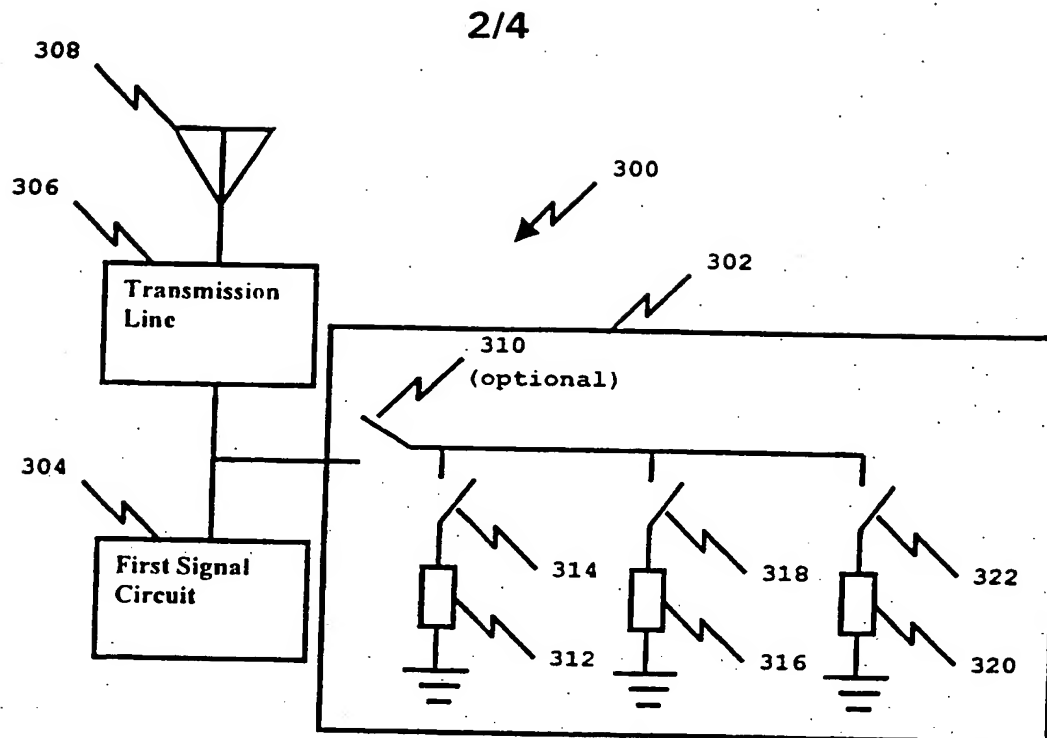 2/4
308
306
300
302
Transmission
Line
310
(optional)
304
First Signal
Circuit
314
318
322
312
316
320